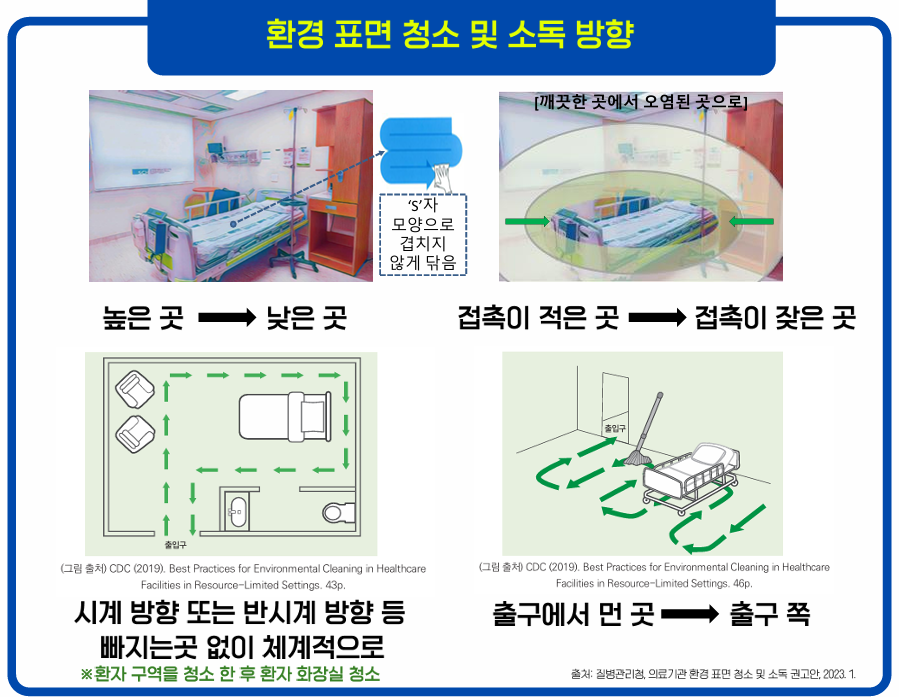 환경 표면 청소 및 소독 방향
'S'자
모양으로
겹치지
않게 닦음
[깨끗한 곳에서 오염된 곳으로]
높은 곳 → 낮은 곳
접촉이 적은 곳 → 접촉이 잦은 곳
출입구
(그림 출처) CDC (2019). Best Practices for Environmental Cleaning in Healthcare
Facilities in Resource-Limited Settings. 43p.
시계 방향 또는 반시계 방향 등
빠지는곳 없이 체계적으로
※환자 구역을 청소 한 후 환자 화장실 청소
출입구
(그림 출처) CDC (2019). Best Practices for Environmental Cleaning in Healthcare
Facilities in Resource-Limited Settings. 46p.
출구에서 먼 곳 → 출구 쪽
출처: 질병관리청, 의료기관 환경 표면 청소 및 소독 권고안, 2023. 1.